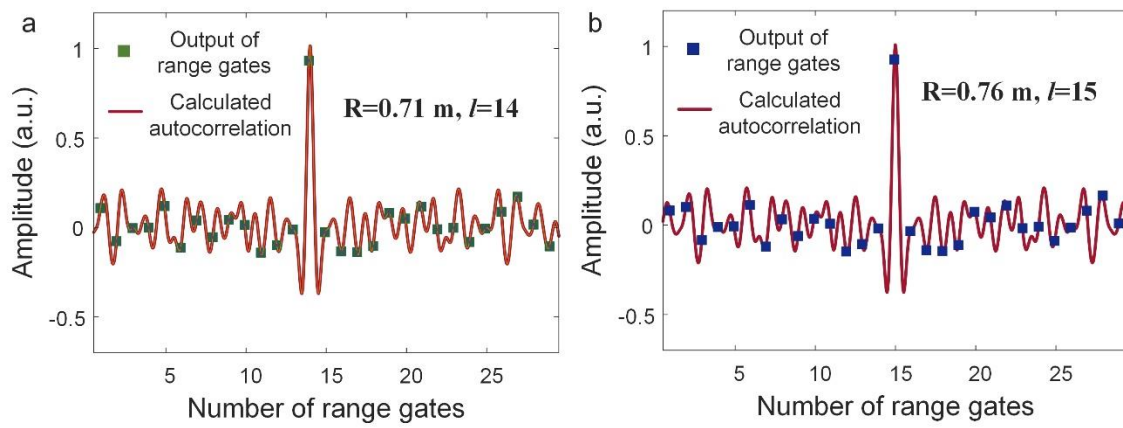 a
Output of
range gates
Calculated
autocorrelation
R=0.71 m, l=14
1
0.5
0
-0.5
5
10
15
20
25
Amplitude (a.u.)
Number of range gates
b
Output of
range gates
Calculated
autocorrelation
R=0.76 m, l=15
1
0.5
0
-0.5
5
10
15
20
25
Amplitude (a.u.)
Number of range gates